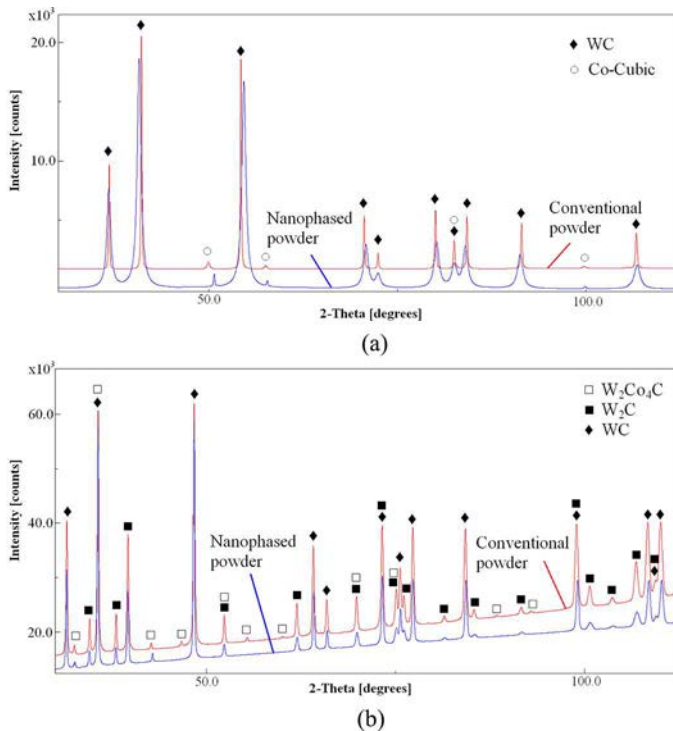 x10³
20.0
10.0
Intensity [counts]
◆ WC
○ Co-Cubic
Nanophased
powder
Conventional
powder
50.0
100.0
2-Theta [degrees]
(a)
x10³
60.0
40.0
20.0
Intensity [counts]
□ W₂Co₄C
■ W₂C
◆ WC
Nanophased
powder
Conventional
powder
50.0
100.0
2-Theta [degrees]
(b)